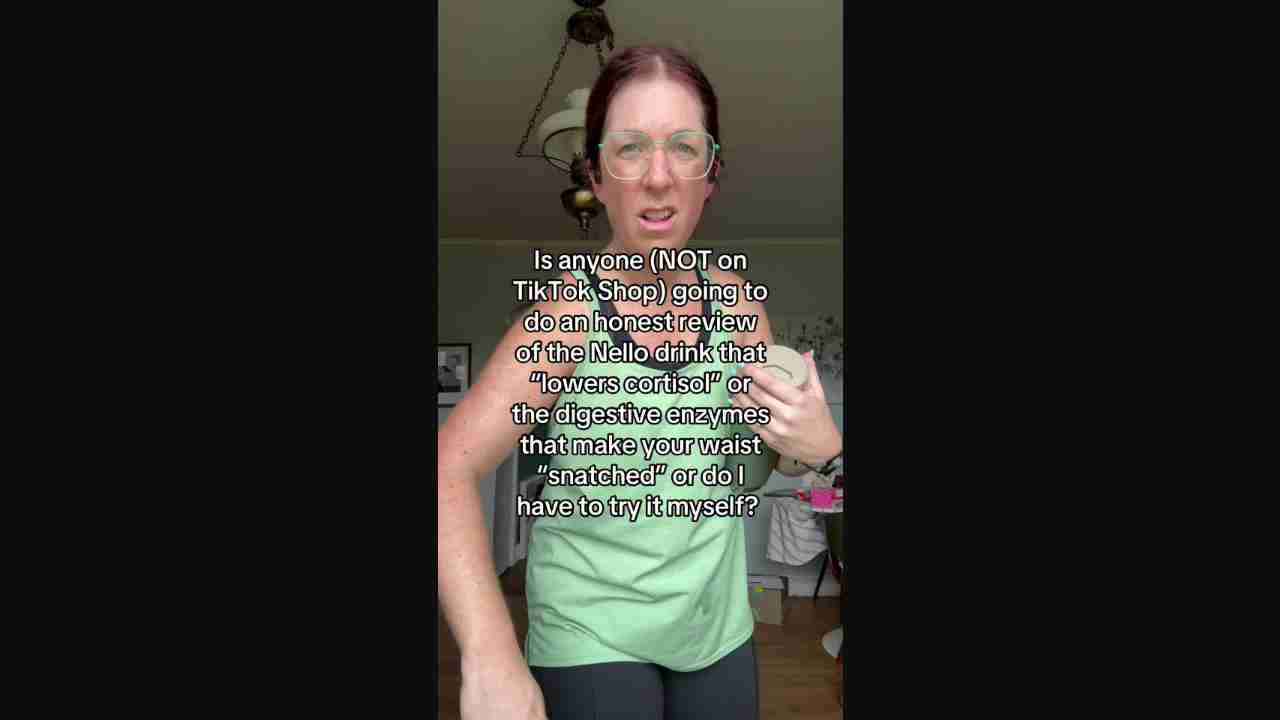 Is anyone (NOT on
TikTok Shop) going to
do an honest review
of the Nello drink that
“lowers cortisol” or
the digestive enzymes
that make your waist
“snatched” or do I
have to try it myself?